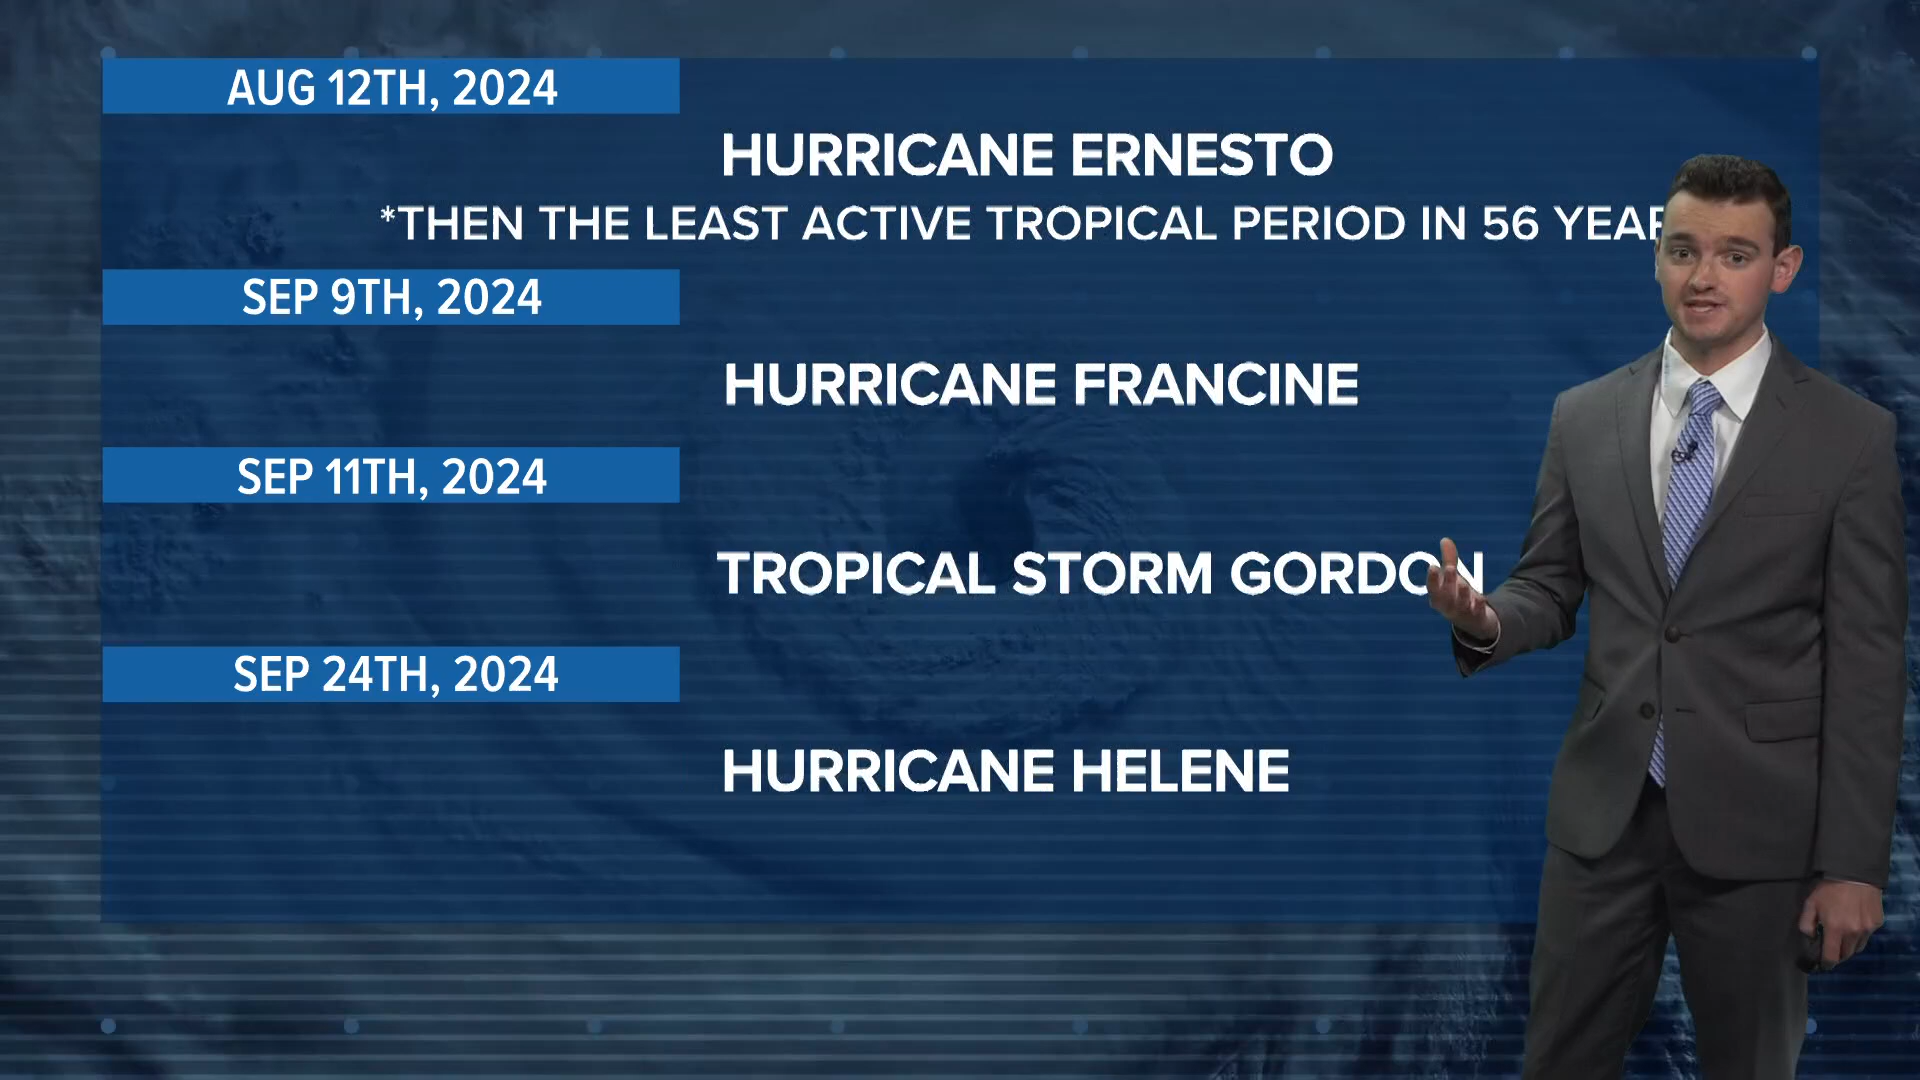 AUG 12TH, 2024
HURRICANE ERNESTO
*THEN THE LEAST ACTIVE TROPICAL PERIOD IN 56
SEP 9TH, 2024
HURRICANE FRANCINE
SEP 11TH, 2024
TROPICAL STORM GORDON
SEP 24TH, 2024
HURRICANE HELENE